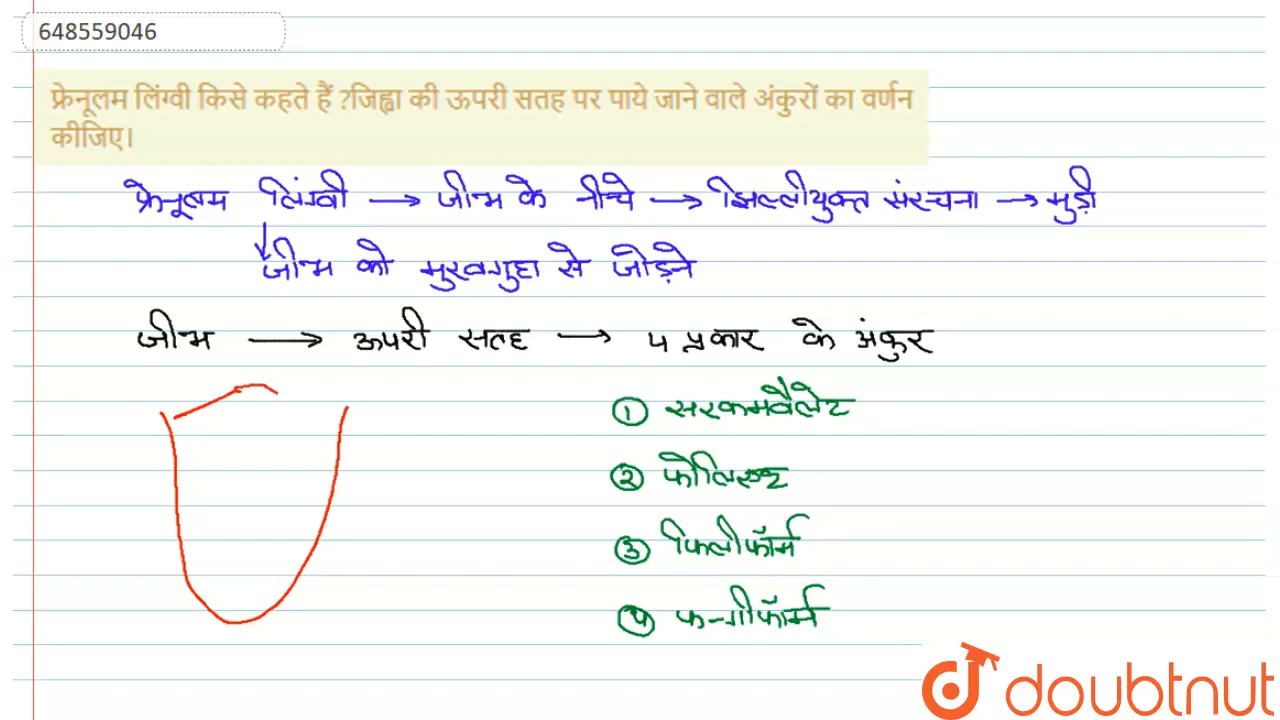 648559046
फ्रेनूलम लिंग्वी किसे कहते हैं ?जिह्वा की ऊपरी सतह पर पाये जाने वाले अंकुरों का वर्णन
कीजिए।
फ्रेनूलम लिंग्वी → जीभ के नीचे → झिल्लीयुक्त संरचना → मुड़ी
↓
जीभ को मुखगुहा से जोड़ने
जीभ → ऊपरी सतह → ५ प्रकार के अंकुर
① सरकमवैलेट
② फोलिएट
③ फिलीफॉर्म
④ फन्गीफॉर्म
doubtnut